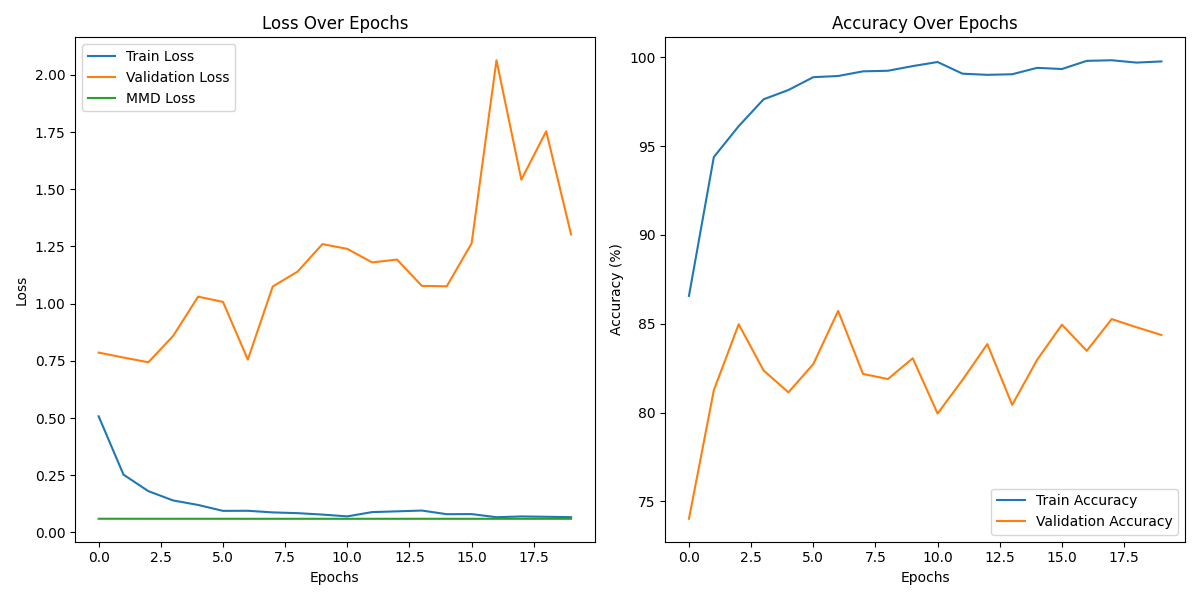 Loss Over Epochs
Train Loss
Validation Loss
MMD Loss
2.00
1.75
1.50
1.25
1.00
0.75
0.50
0.25
0.00
Loss
0.0 2.5 5.0 7.5 10.0 12.5 15.0 17.5
Epochs
Accuracy Over Epochs
100
95
90
85
80
75
Accuracy (%)
Train Accuracy
Validation Accuracy
0.0 2.5 5.0 7.5 10.0 12.5 15.0 17.5
Epochs